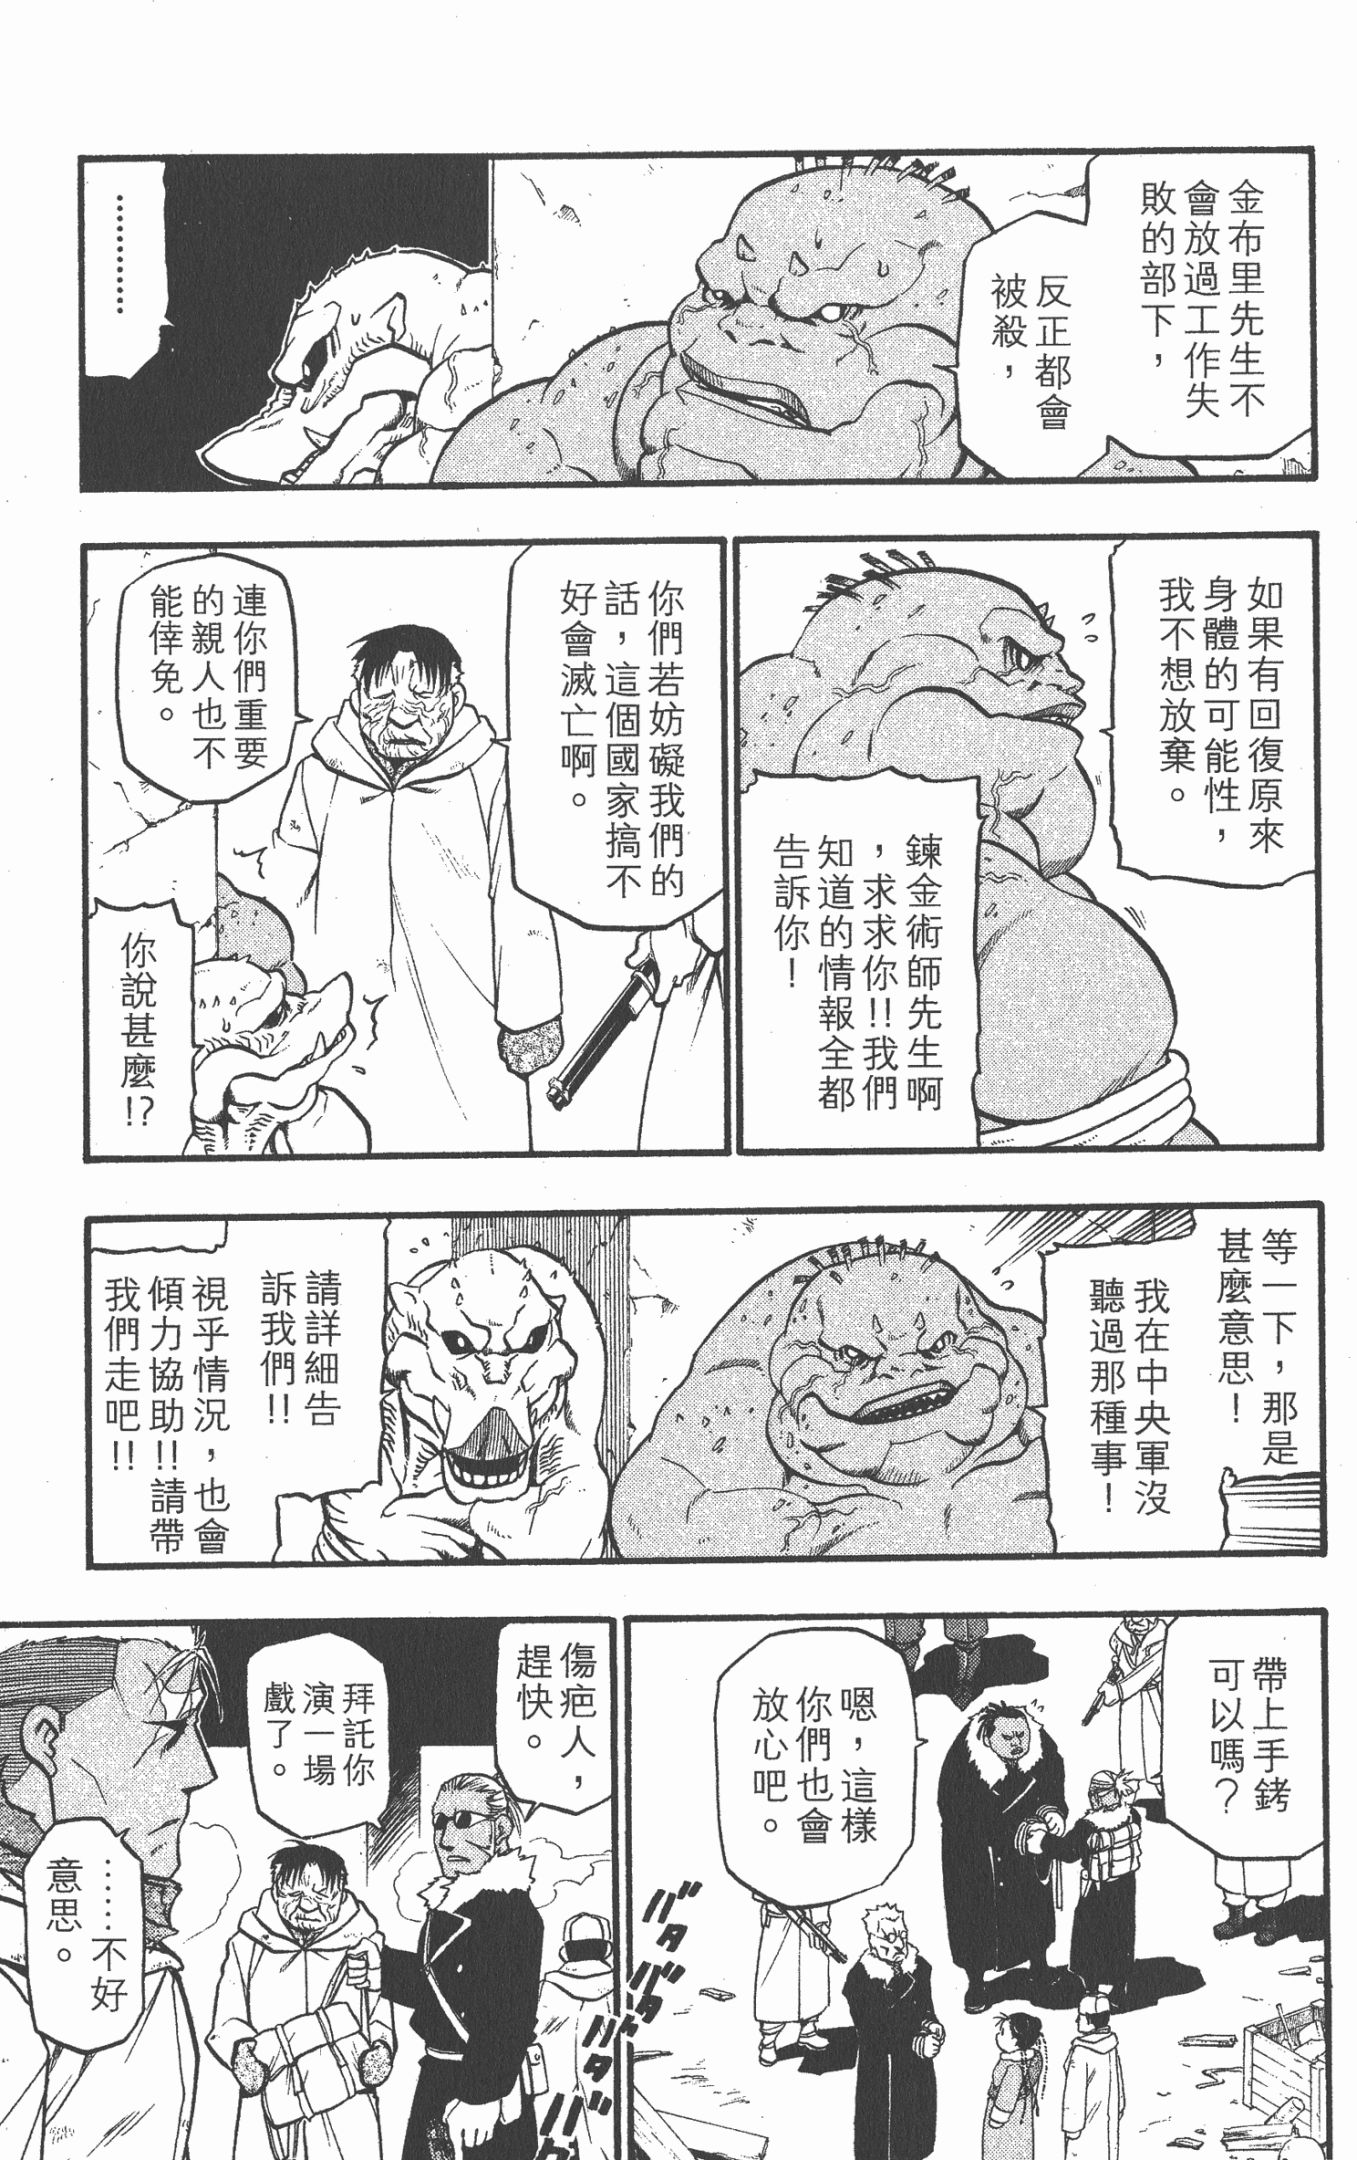 金布里先生不
會放過工作失
敗的部下，
反正都會
被殺，
………
如果有回復原來
身體的可能性，
我不想放棄。
鍊金術師先生啊
，求求你!!我們
知道的情報全都
告訴你！
你們若妨礙我們的
話，這個國家搞不
好會滅亡啊。
連你們重要
的親人也不
能倖免。
你說甚麼!?
等一下，那是
甚麼意思！
我在中央軍沒
聽過那種事！
請詳細告
訴我們!!
視乎情況，也會
傾力協助!!請帶
我們走吧!!
帶上手銬
可以嗎？
嗯，這樣
你們也會
放心吧。
バタ
バタ
バタ
バタ
傷疤人，
趕快。
拜託你
演一場
戲了。
……不好
意思。